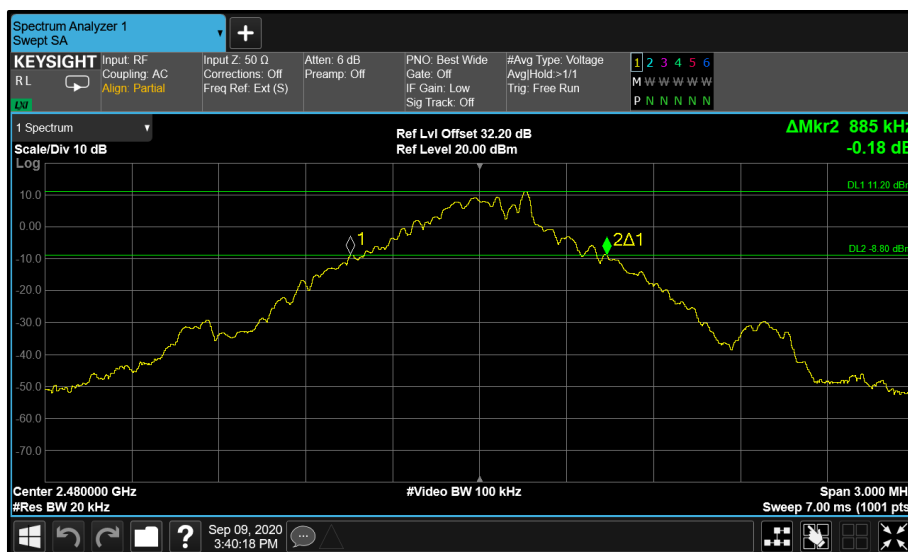 Spectrum Analyzer 1
Swept SA
KEYSIGHT
RL
LXI
Input: RF
Coupling: AC
Align: Partial
Input Z: 50 Ω
Corrections: Off
Freq Ref: Ext (S)
Atten: 6 dB
Preamp: Off
PNO: Best Wide
Gate: Off
IF Gain: Low
Sig Track: Off
#Avg Type: Voltage
Avg|Hold:>1/1
Trig: Free Run
1 2 3 4 5 6
M W W W W W
P N N N N N
1 Spectrum
Scale/Div 10 dB
Log
Ref Lvl Offset 32.20 dB
Ref Level 20.00 dBm
ΔMkr2 885 kHz
-0.18 dB
DL1 11.20 dBm
10.0
0.00
1
2Δ1
DL2 -8.80 dBm
-10.0
-20.0
-30.0
-40.0
-50.0
-60.0
-70.0
Center 2.480000 GHz
#Video BW 100 kHz
Span 3.000 MH
#Res BW 20 kHz
Sweep 7.00 ms (1001 pts
?
Sep 09, 2020
3:40:18 PM